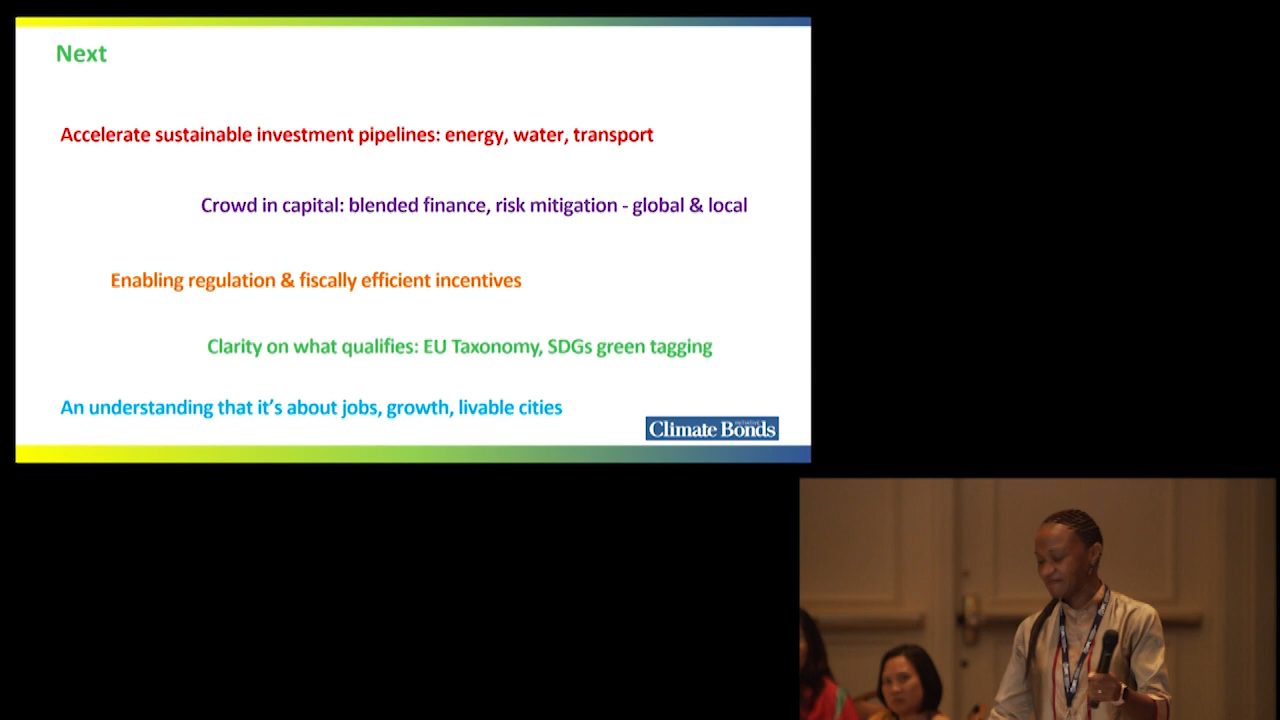 Next
Accelerate sustainable investment pipelines: energy, water, transport
Crowd in capital: blended finance, risk mitigation - global & local
Enabling regulation & fiscally efficient incentives
Clarity on what qualifies: EU Taxonomy, SDGs green tagging
An understanding that it's about jobs, growth, livable cities
Climate Bonds